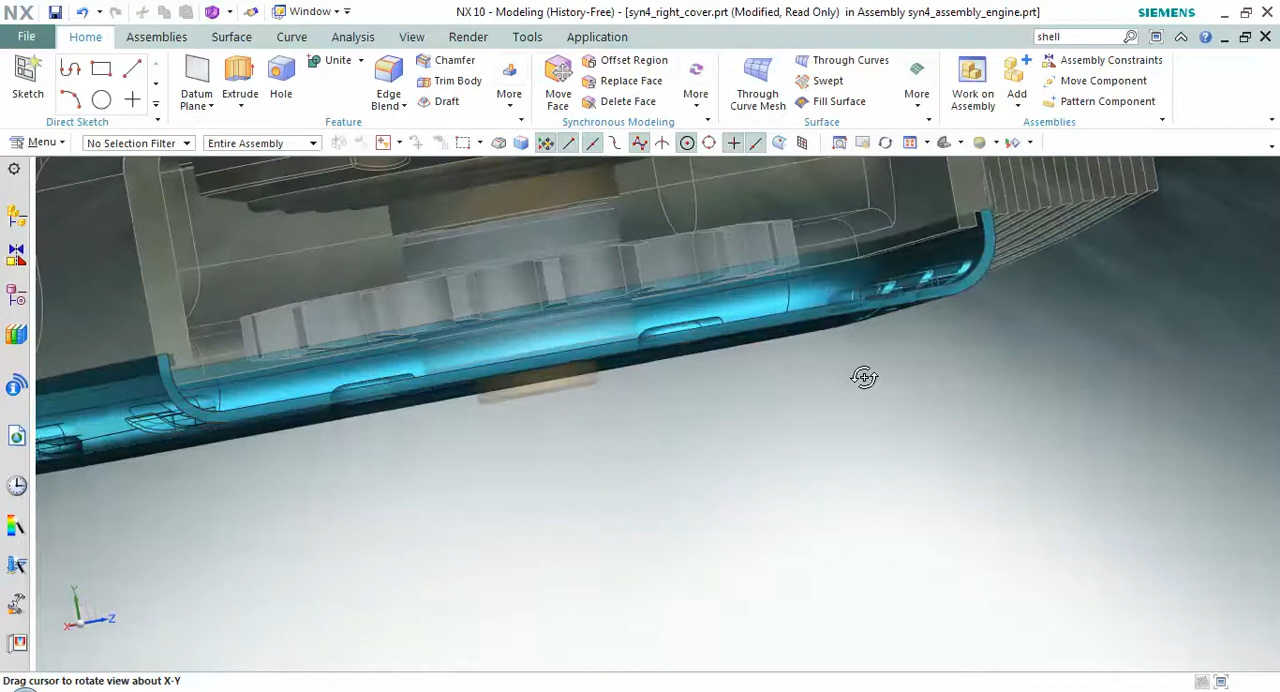 NX
Window
NX 10 - Modeling (History-Free) - [syn4_right_cover.prt (Modified, Read Only)  in Assembly syn4_assembly_engine.prt]
SIEMENS
File
Home
Assemblies
Surface
Curve
Analysis
View
Render
Tools
Application
shell
Sketch
Direct Sketch
Datum
Plane
Extrude
Hole
Unite
Edge
Blend
Chamfer
Trim Body
Draft
More
Feature
Move
Face
Offset Region
Replace Face
Delete Face
More
Synchronous Modeling
Through
Curve Mesh
Through Curves
Swept
Fill Surface
More
Surface
Work on
Assembly
Add
Assembly Constraints
Move Component
Pattern Component
Assemblies
Menu
No Selection Filter
Entire Assembly
Y
X
Z
Drag cursor to rotate view about X-Y